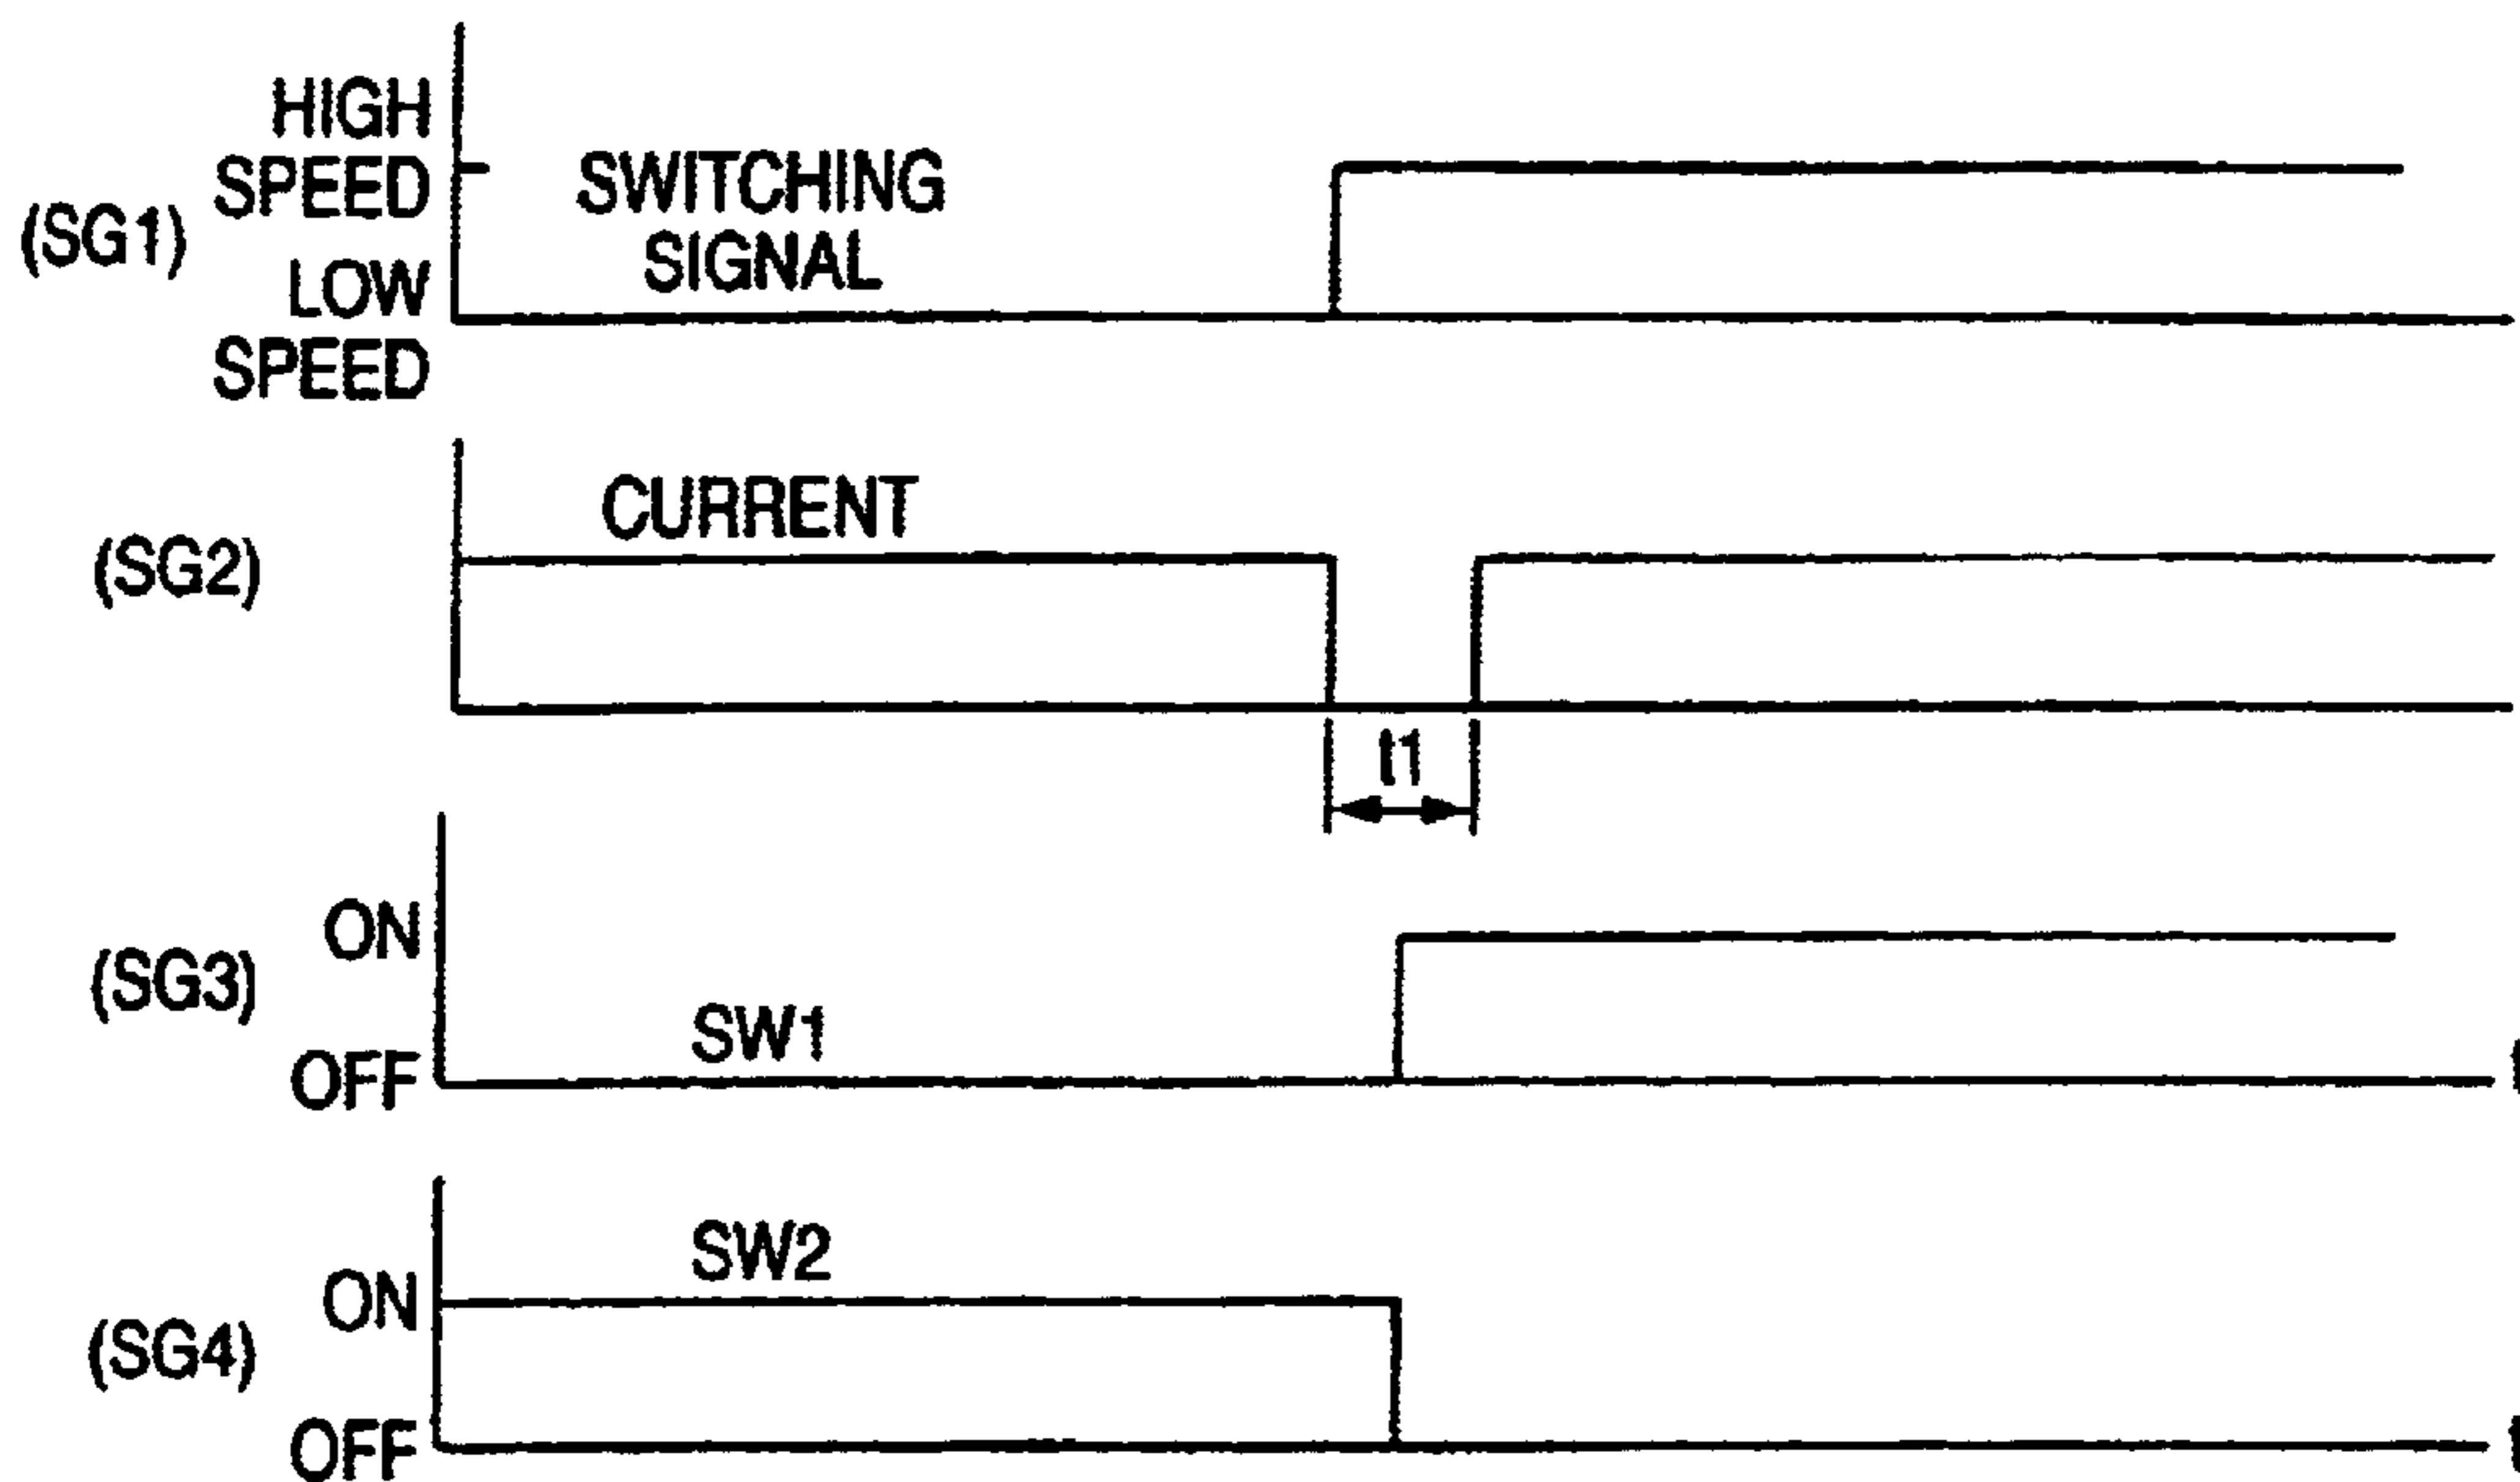 HIGH
SPEED
(SG1)
LOW
SPEED
SWITCHING
SIGNAL
CURRENT
(SG2)
t1
ON
(SG3)
SW1
OFF
SW2
ON
(SG4)
OFF